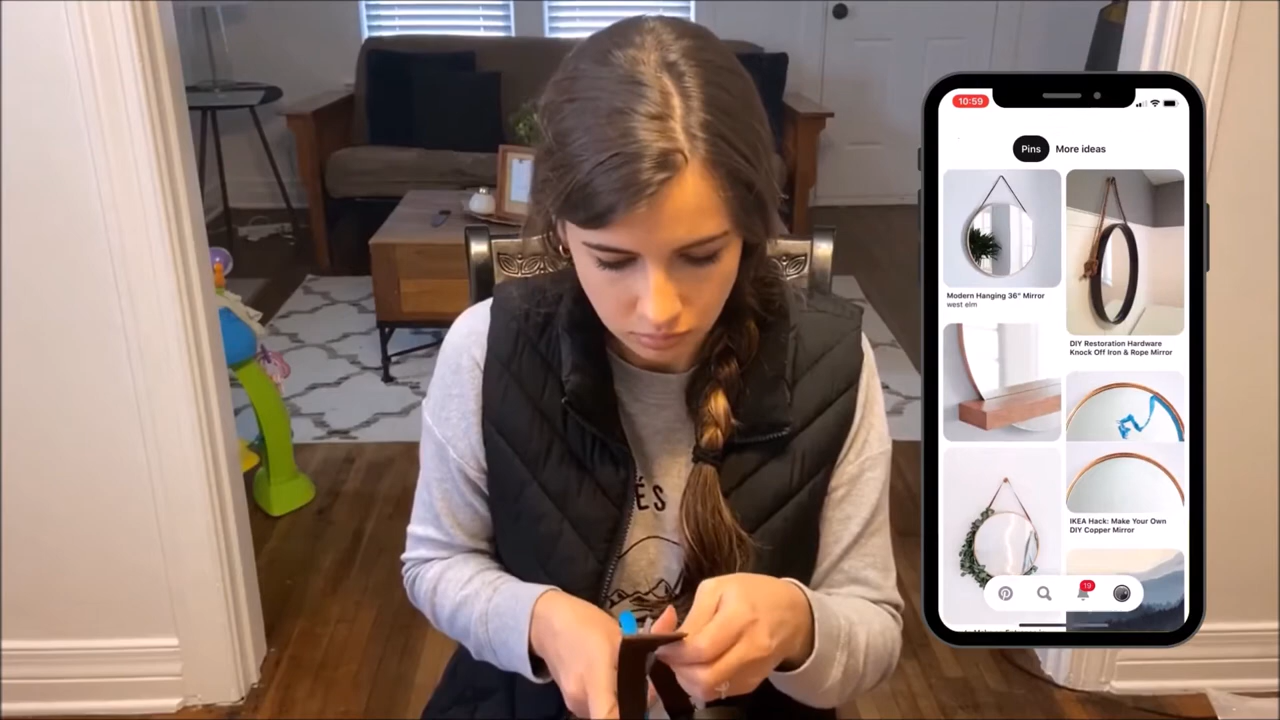 10:59
Pins More ideas
Modern Hanging 36" Mirror
west elm
DIY Restoration Hardware
Knock Off Iron & Rope Mirror
IKEA Hack: Make Your Own
DIY Copper Mirror
19
ÉS